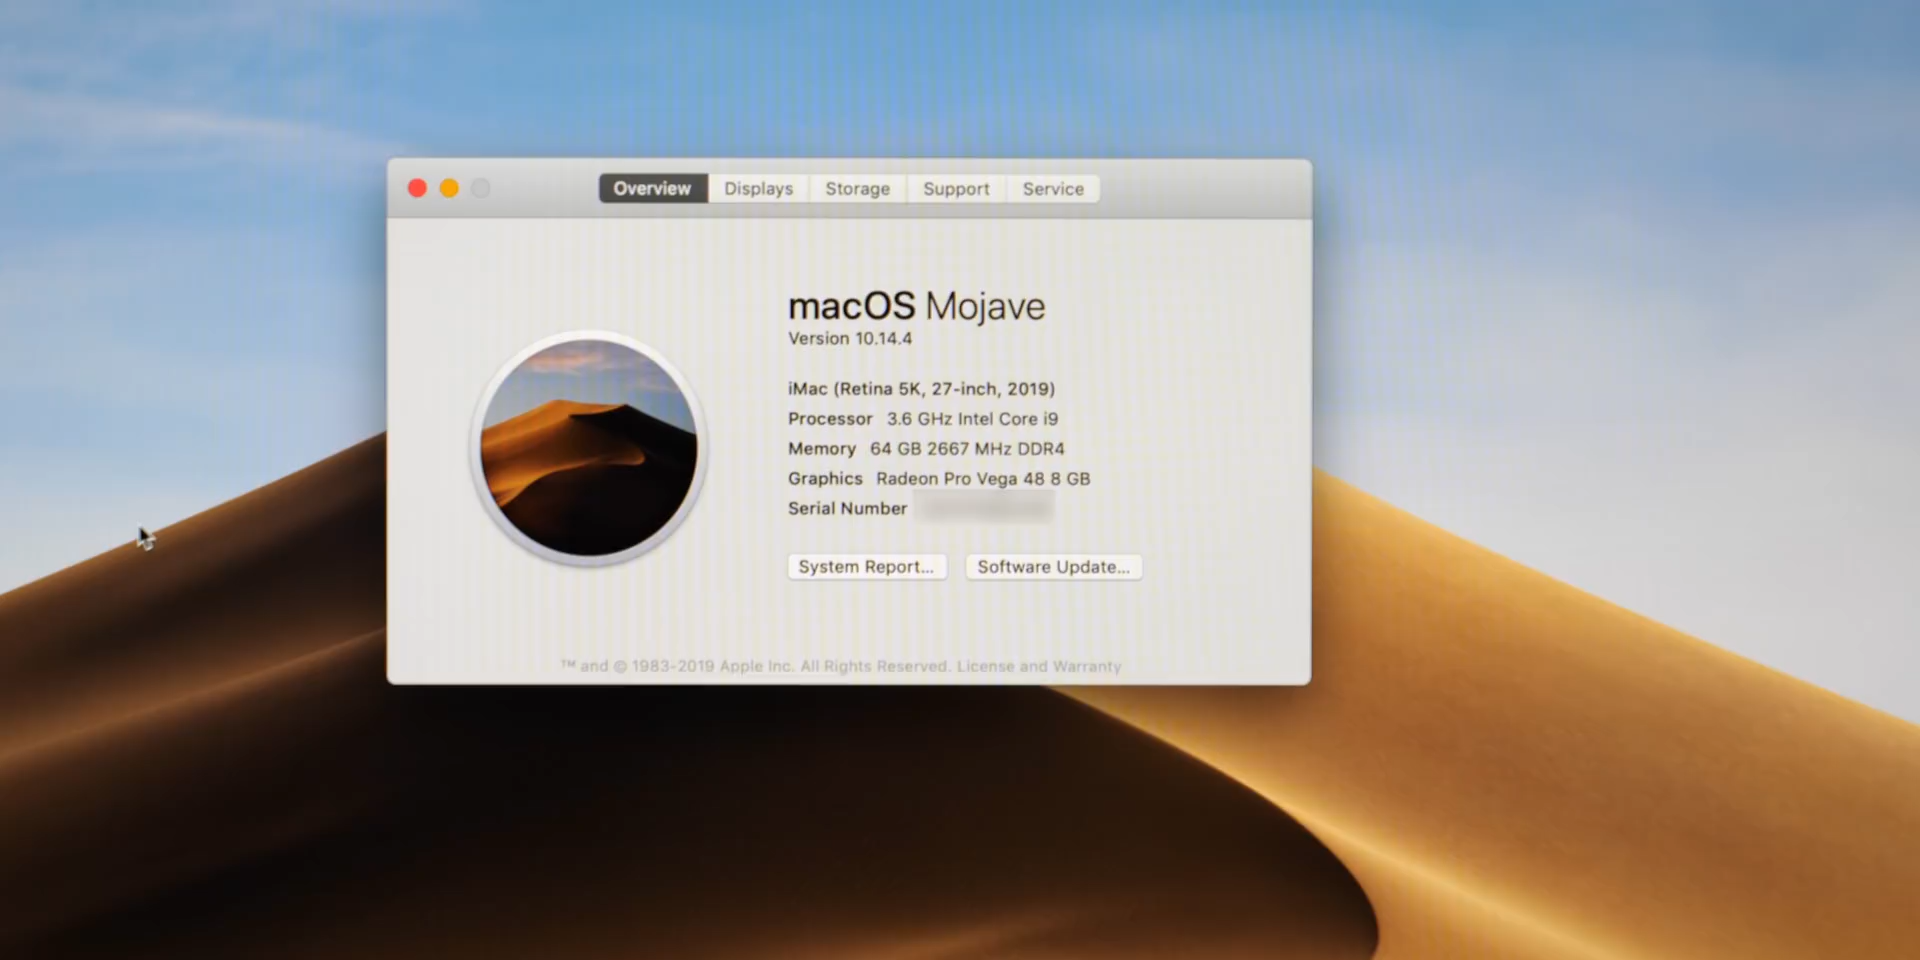 Overview Displays Storage Support Service
macOS Mojave
Version 10.14.4
iMac (Retina 5K, 27-inch, 2019)
Processor 3.6 GHz Intel Core i9
Memory 64 GB 2667 MHz DDR4
Graphics Radeon Pro Vega 48 8 GB
Serial Number
System Report... Software Update...
™ and © 1983-2019 Apple Inc. All Rights Reserved. License and Warranty